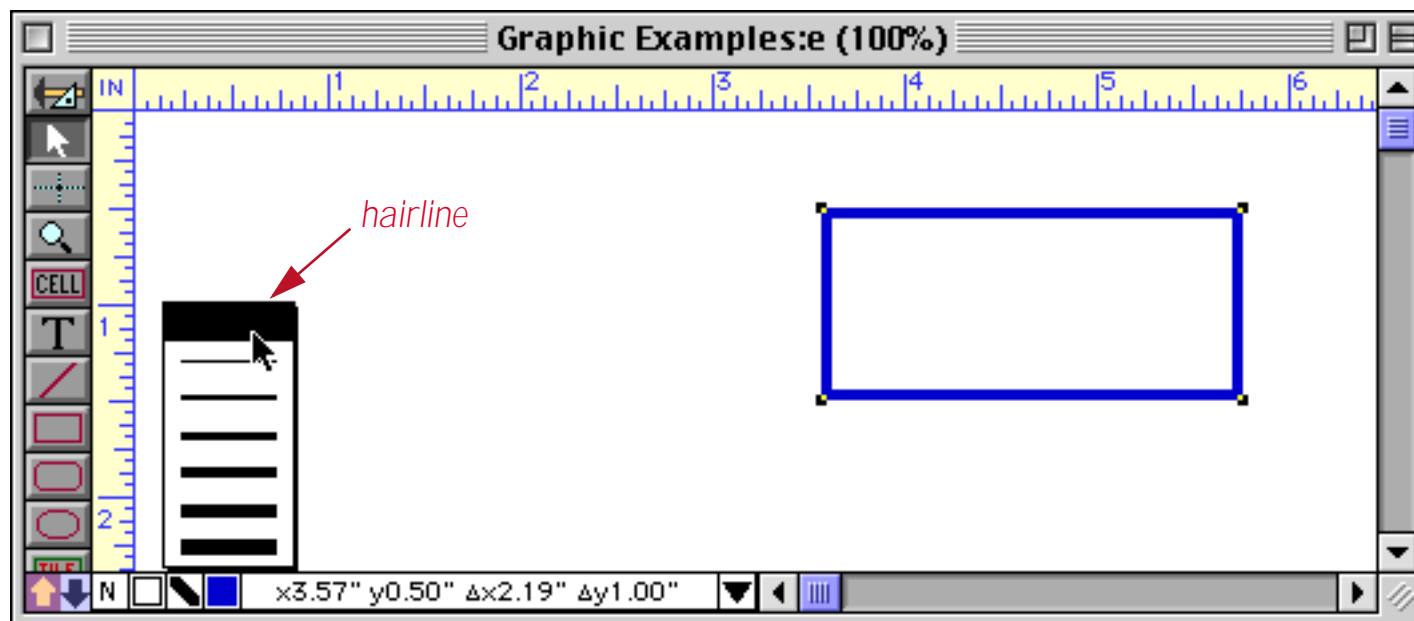 Graphic Examples:e (100%)
IN 1 2 3 4 5 6
hairline
CELL
T
1
2
TILE
N x3.57" y0.50" Δx2.19" Δy1.00"